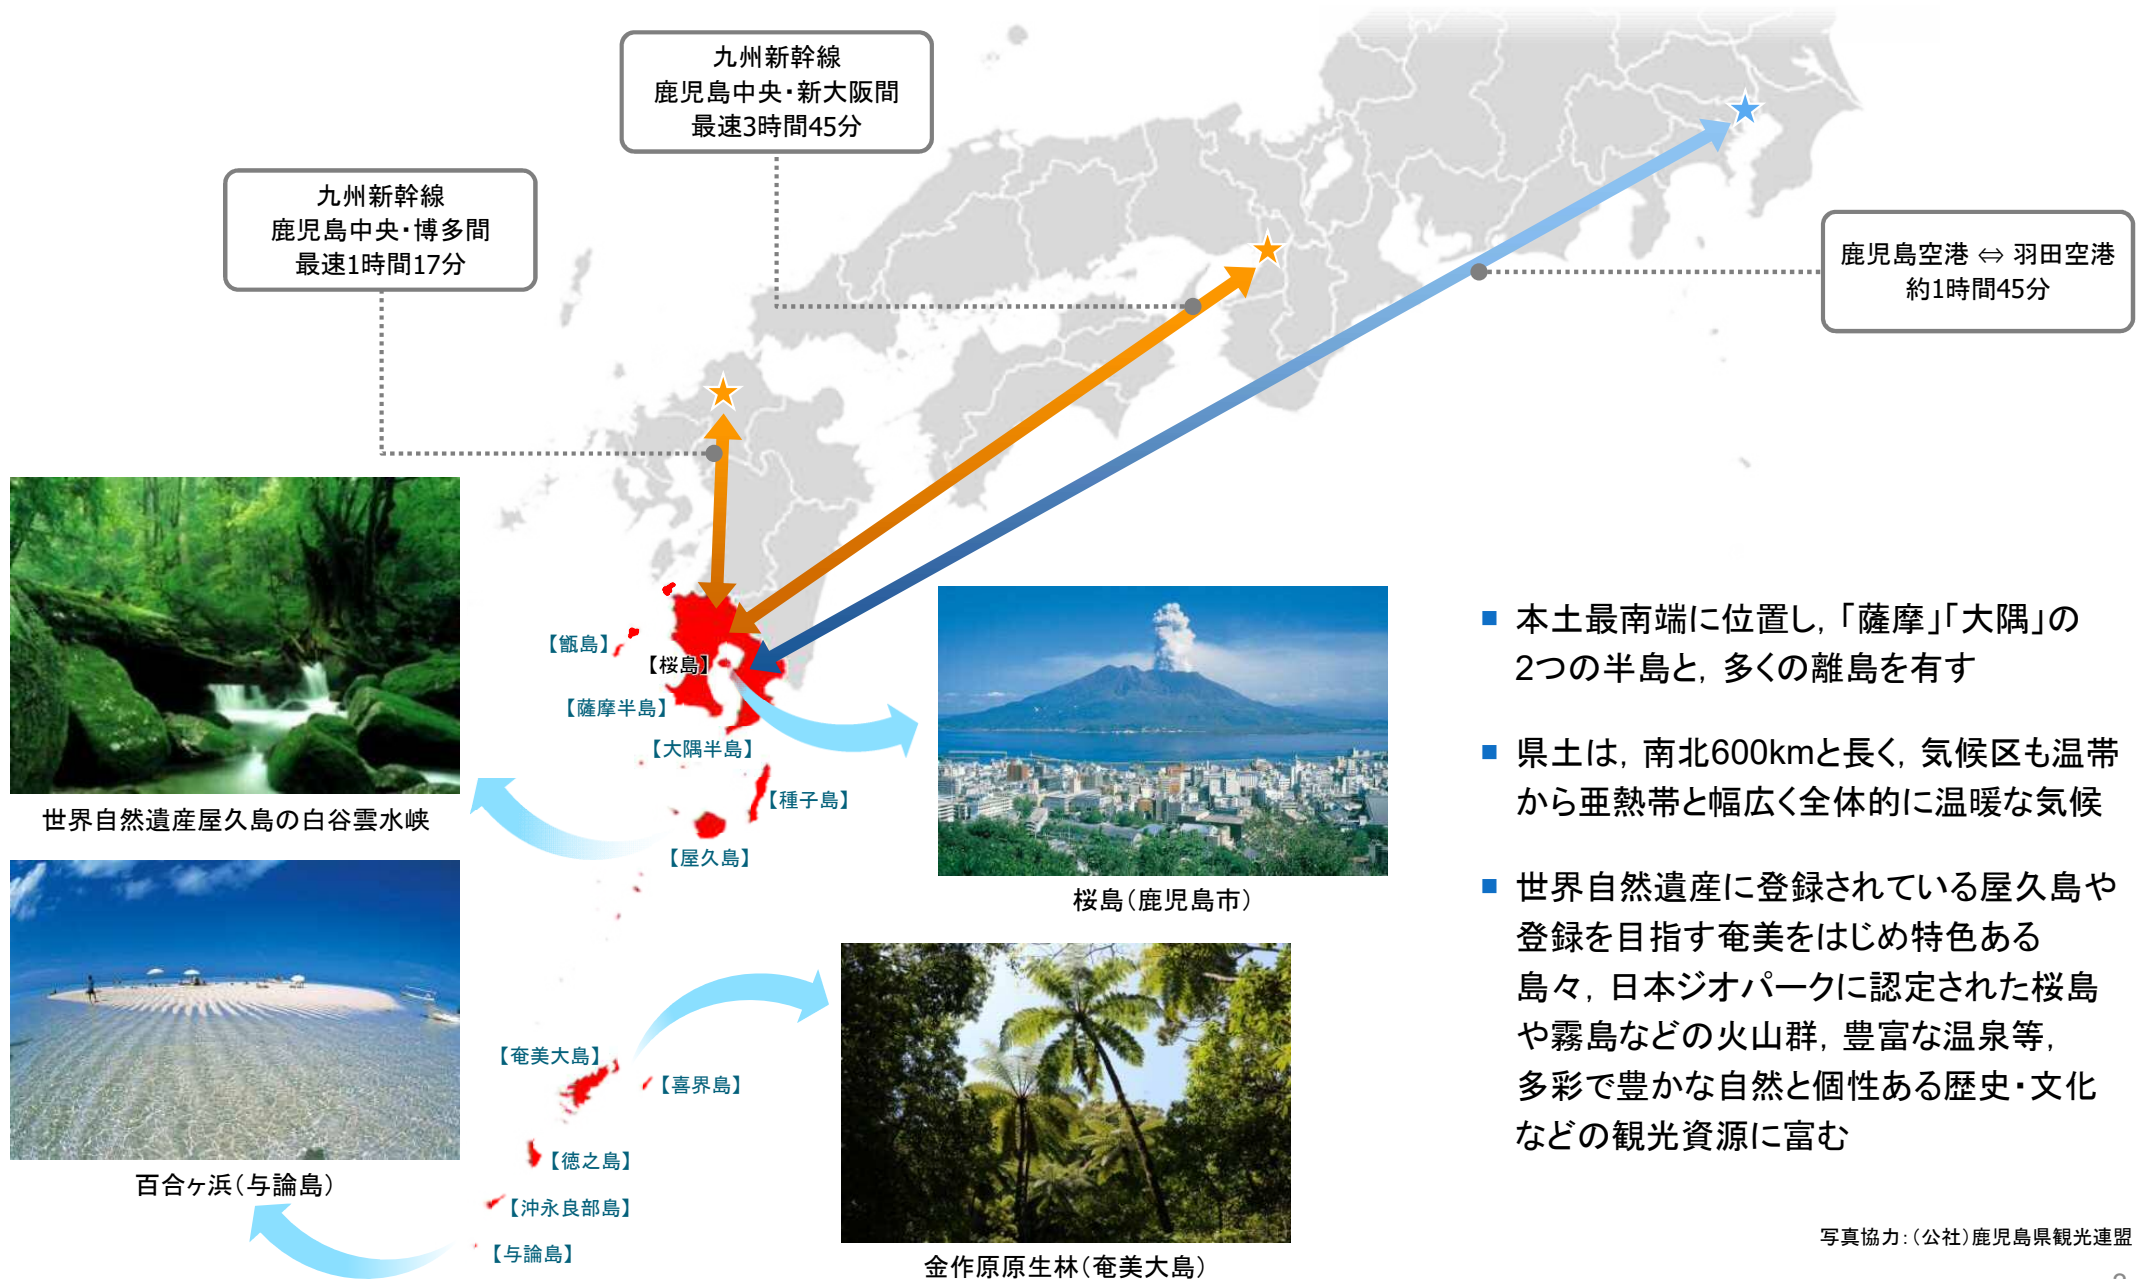 九州新幹線
鹿児島中央・新大阪間
最速3時間45分
九州新幹線
鹿児島中央・博多間
最速1時間17分
鹿児島空港 ⇔ 羽田空港
約1時間45分
【甑島】
【桜島】
【薩摩半島】
【大隅半島】
【種子島】
【屋久島】
【奄美大島】
【喜界島】
【徳之島】
【沖永良部島】
【与論島】
世界自然遺産屋久島の白谷雲水峡
百合ヶ浜（与論島）
桜島（鹿児島市）
金作原原生林（奄美大島）
■ 本土最南端に位置し，「薩摩」「大隅」の
2つの半島と，多くの離島を有す
■ 県土は，南北600kmと長く，気候区も温帯
から亜熱帯と幅広く全体的に温暖な気候
■ 世界自然遺産に登録されている屋久島や
登録を目指す奄美をはじめ特色ある
島々，日本ジオパークに認定された桜島
や霧島などの火山群，豊富な温泉等，
多彩で豊かな自然と個性ある歴史・文化
などの観光資源に富む
写真協力：（公社）鹿児島県観光連盟